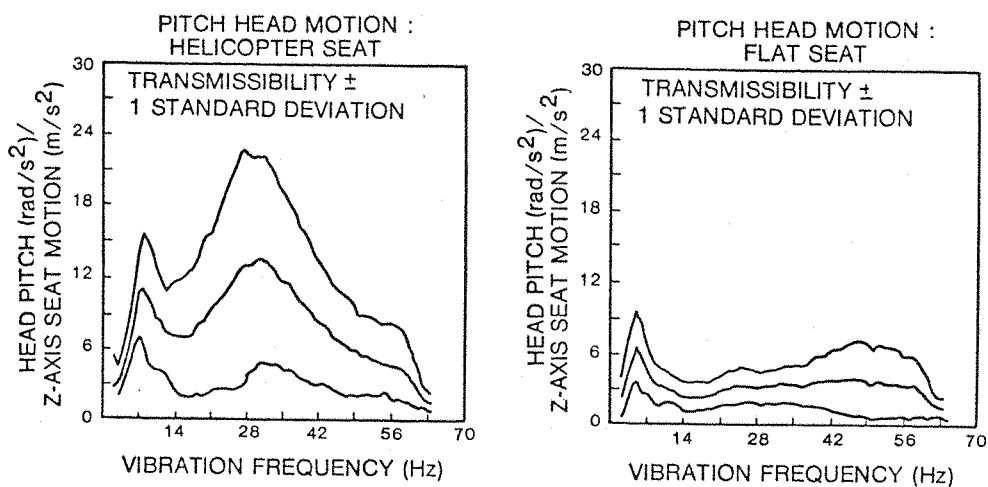 PITCH HEAD MOTION :
HELICOPTER SEAT
TRANSMISSIBILITY ±
1 STANDARD DEVIATION
HEAD PITCH (rad/s²)/
Z-AXIS SEAT MOTION (m/s²)
30
24
18
12
6
0
14
28
42
56
70
VIBRATION FREQUENCY (Hz)
PITCH HEAD MOTION :
FLAT SEAT
TRANSMISSIBILITY ±
1 STANDARD DEVIATION
HEAD PITCH (rad/s²)/
Z-AXIS SEAT MOTION (m/s²)
30
24
18
12
6
0
14
28
42
56
70
VIBRATION FREQUENCY (Hz)